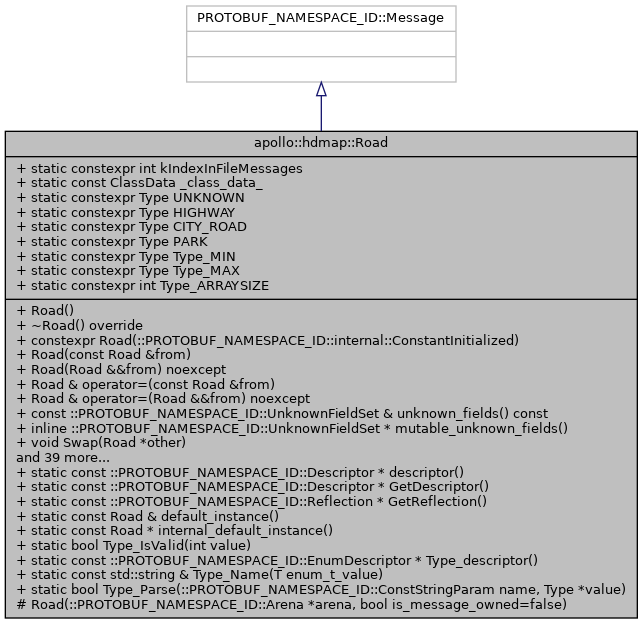 PROTOBUF_NAMESPACE_ID::Message
apollo::hdmap::Road
+ static constexpr int kIndexInFileMessages
+ static const ClassData _class_data_
+ static constexpr Type UNKNOWN
+ static constexpr Type HIGHWAY
+ static constexpr Type CITY_ROAD
+ static constexpr Type PARK
+ static constexpr Type Type_MIN
+ static constexpr Type Type_MAX
+ static constexpr int Type_ARRAYSIZE
+ Road()
+ ~Road() override
+ constexpr Road(::PROTOBUF_NAMESPACE_ID::internal::ConstantInitialized)
+ Road(const Road &from)
+ Road(Road &&from) noexcept
+ Road & operator=(const Road &from)
+ Road & operator=(Road &&from) noexcept
+ const ::PROTOBUF_NAMESPACE_ID::UnknownFieldSet & unknown_fields() const
+ inline ::PROTOBUF_NAMESPACE_ID::UnknownFieldSet * mutable_unknown_fields()
+ void Swap(Road *other)
and 39 more...
+ static const ::PROTOBUF_NAMESPACE_ID::Descriptor * descriptor()
+ static const ::PROTOBUF_NAMESPACE_ID::Descriptor * GetDescriptor()
+ static const ::PROTOBUF_NAMESPACE_ID::Reflection * GetReflection()
+ static const Road & default_instance()
+ static const Road * internal_default_instance()
+ static bool Type_IsValid(int value)
+ static const ::PROTOBUF_NAMESPACE_ID::EnumDescriptor * Type_descriptor()
+ static const std::string & Type_Name(T enum_t_value)
+ static bool Type_Parse(::PROTOBUF_NAMESPACE_ID::ConstStringParam name, Type *value)
# Road(::PROTOBUF_NAMESPACE_ID::Arena *arena, bool is_message_owned=false)